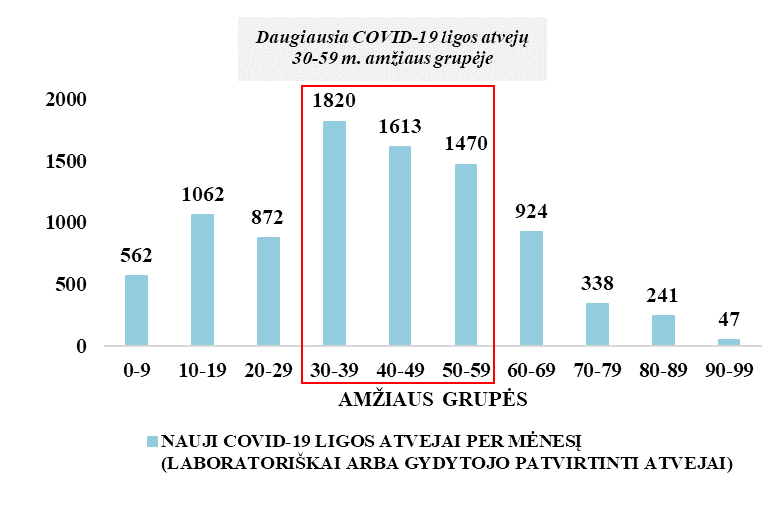 Daugiausia COVID-19 ligos atvejų
30-59 m. amžiaus grupėje
2000
1500
1000
500
0
562
1062
872
1820
1613
1470
924
338
241
47
0-9 10-19 20-29 30-39 40-49 50-59 60-69 70-79 80-89 90-99
AMŽIAUS GRUPĖS
NAUJI COVID-19 LIGOS ATVEJAI PER MĖNESĮ
(LABORATORIŠKAI ARBA GYDYTOJO PATVIRTINTI ATVEJAI)